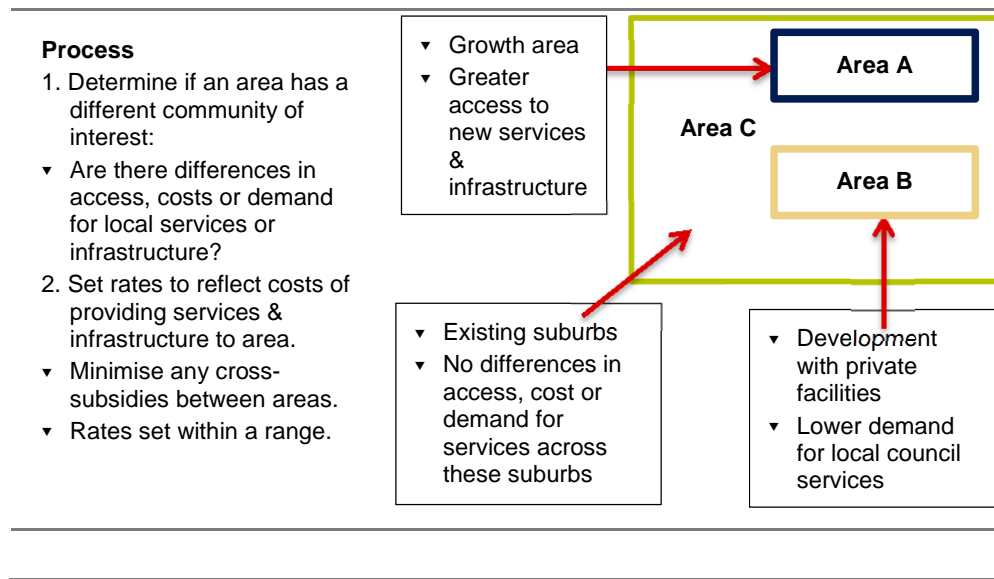 Process
1. Determine if an area has a
different community of
interest:
▾ Are there differences in
access, costs or demand
for local services or
infrastructure?
2. Set rates to reflect costs of
providing services &
infrastructure to area.
▾ Minimise any cross-
subsidies between areas.
▾ Rates set within a range.
▾ Growth area
▾ Greater
access to
new services
&
infrastructure
Area A
Area C
Area B
▾ Existing suburbs
▾ No differences in
access, cost or
demand for
services across
these suburbs
▾ Development
with private
facilities
▾ Lower demand
for local council
services